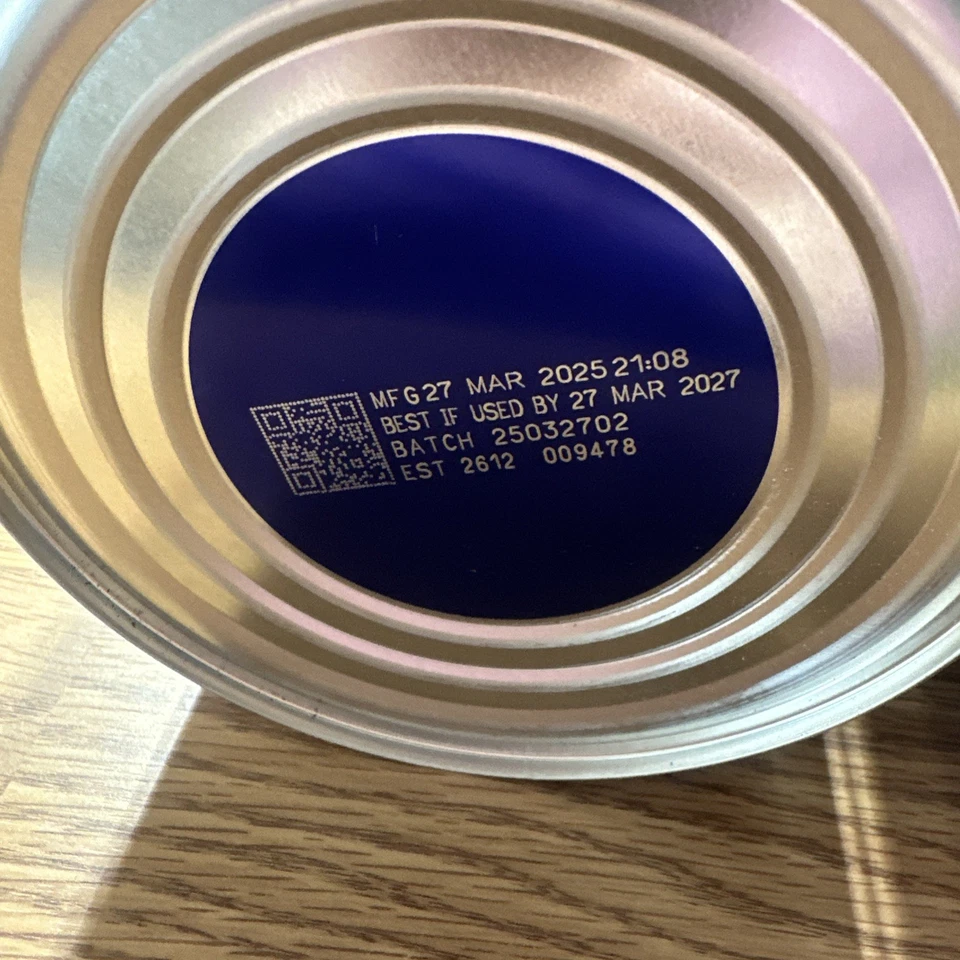 MFG 27 MAR 2025 21:08
BEST IF USED BY 27 MAR 2027
BATCH 25032702
EST 2612 009478